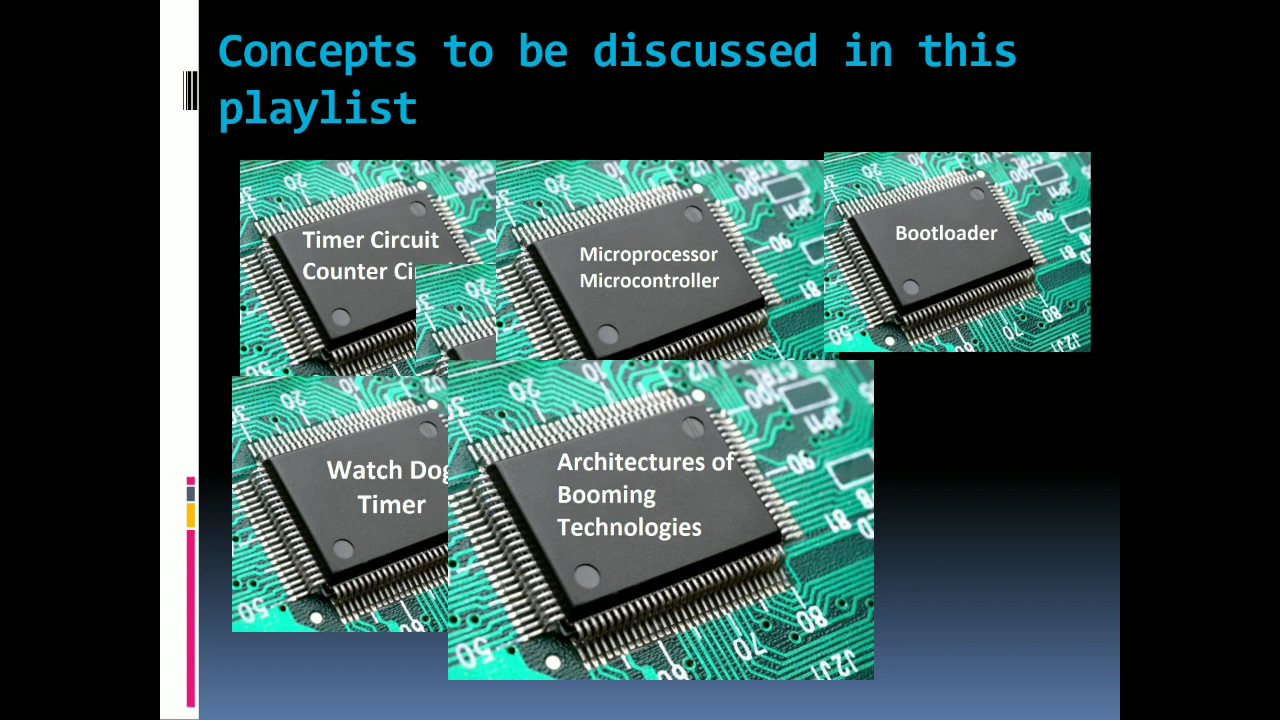 Concepts to be discussed in this
playlist
Timer Circuit
Counter
Microprocessor
Microcontroller
Bootloader
Watch Dog
Timer
Architectures of
Booming
Technologies